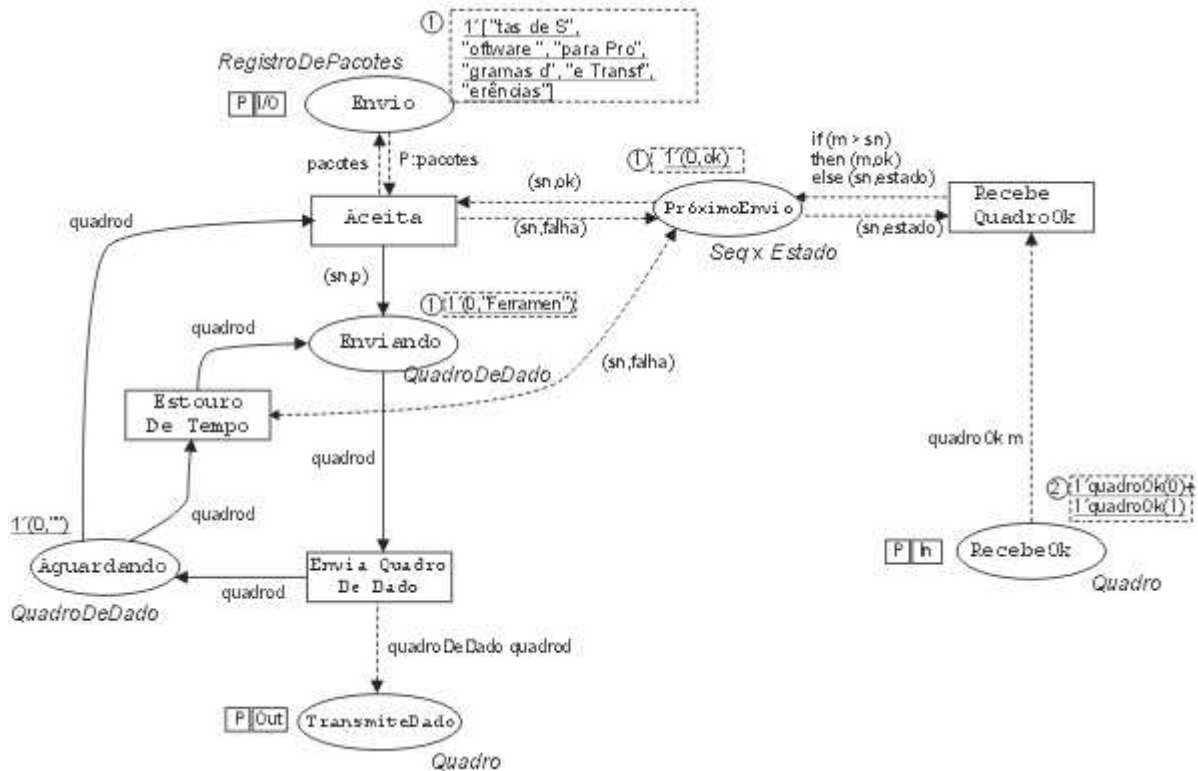 1
1´["tas de S",
"oftware ", "para Pro",
"gramas d", "e Transf",
"erências"]
RegistroDePacotes
P I/O
Envio
pacotes
P::pacotes
quadrod
Aceita
(sn,ok)
(sn,falha)
1
1´(0,ok)
PróximoEnvio
Seq x Estado
if (m > sn)
then (m,ok)
else (sn,estado)
(sn,estado)
Recebe
QuadroOk
(sn,p)
1
1´(0,"Ferramen")
quadrod
Enviando
QuadroDeDado
(sn,falha)
Estouro
De Tempo
quadrod
quadrod
quadroOk m
2
1´quadroOk(0)+
1´quadroOk(1)
1´(0,"")
Aguardando
QuadroDeDado
quadrod
Envia Quadro
De Dado
P In
RecebeOk
Quadro
quadroDeDado quadrod
P Out
TransmiteDado
Quadro